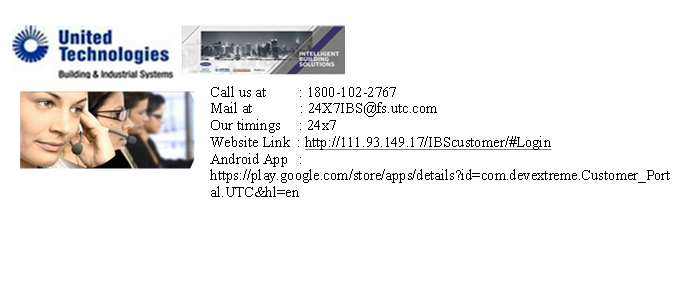 United
Technologies
Building & Industrial Systems
INTELLIGENT
BUILDING
SOLUTIONS
Call us at : 1800-102-2767
Mail at : 24X7IBS@fs.utc.com
Our timings : 24x7
Website Link : http://111.93.149.17/IBScustomer/#Login
Android App :
https://play.google.com/store/apps/details?id=com.devextreme.Customer_Port
al.UTC&hl=en